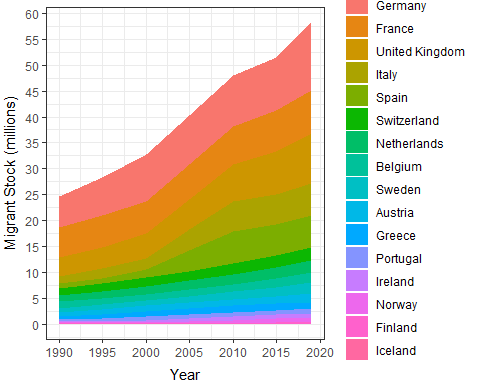 Migrant Stock (millions)
60
55
50
45
40
35
30
25
20
15
10
5
0
1990 1995 2000 2005 2010 2015 2020
Year
Germany
France
United Kingdom
Italy
Spain
Switzerland
Netherlands
Belgium
Sweden
Austria
Greece
Portugal
Ireland
Norway
Finland
Iceland